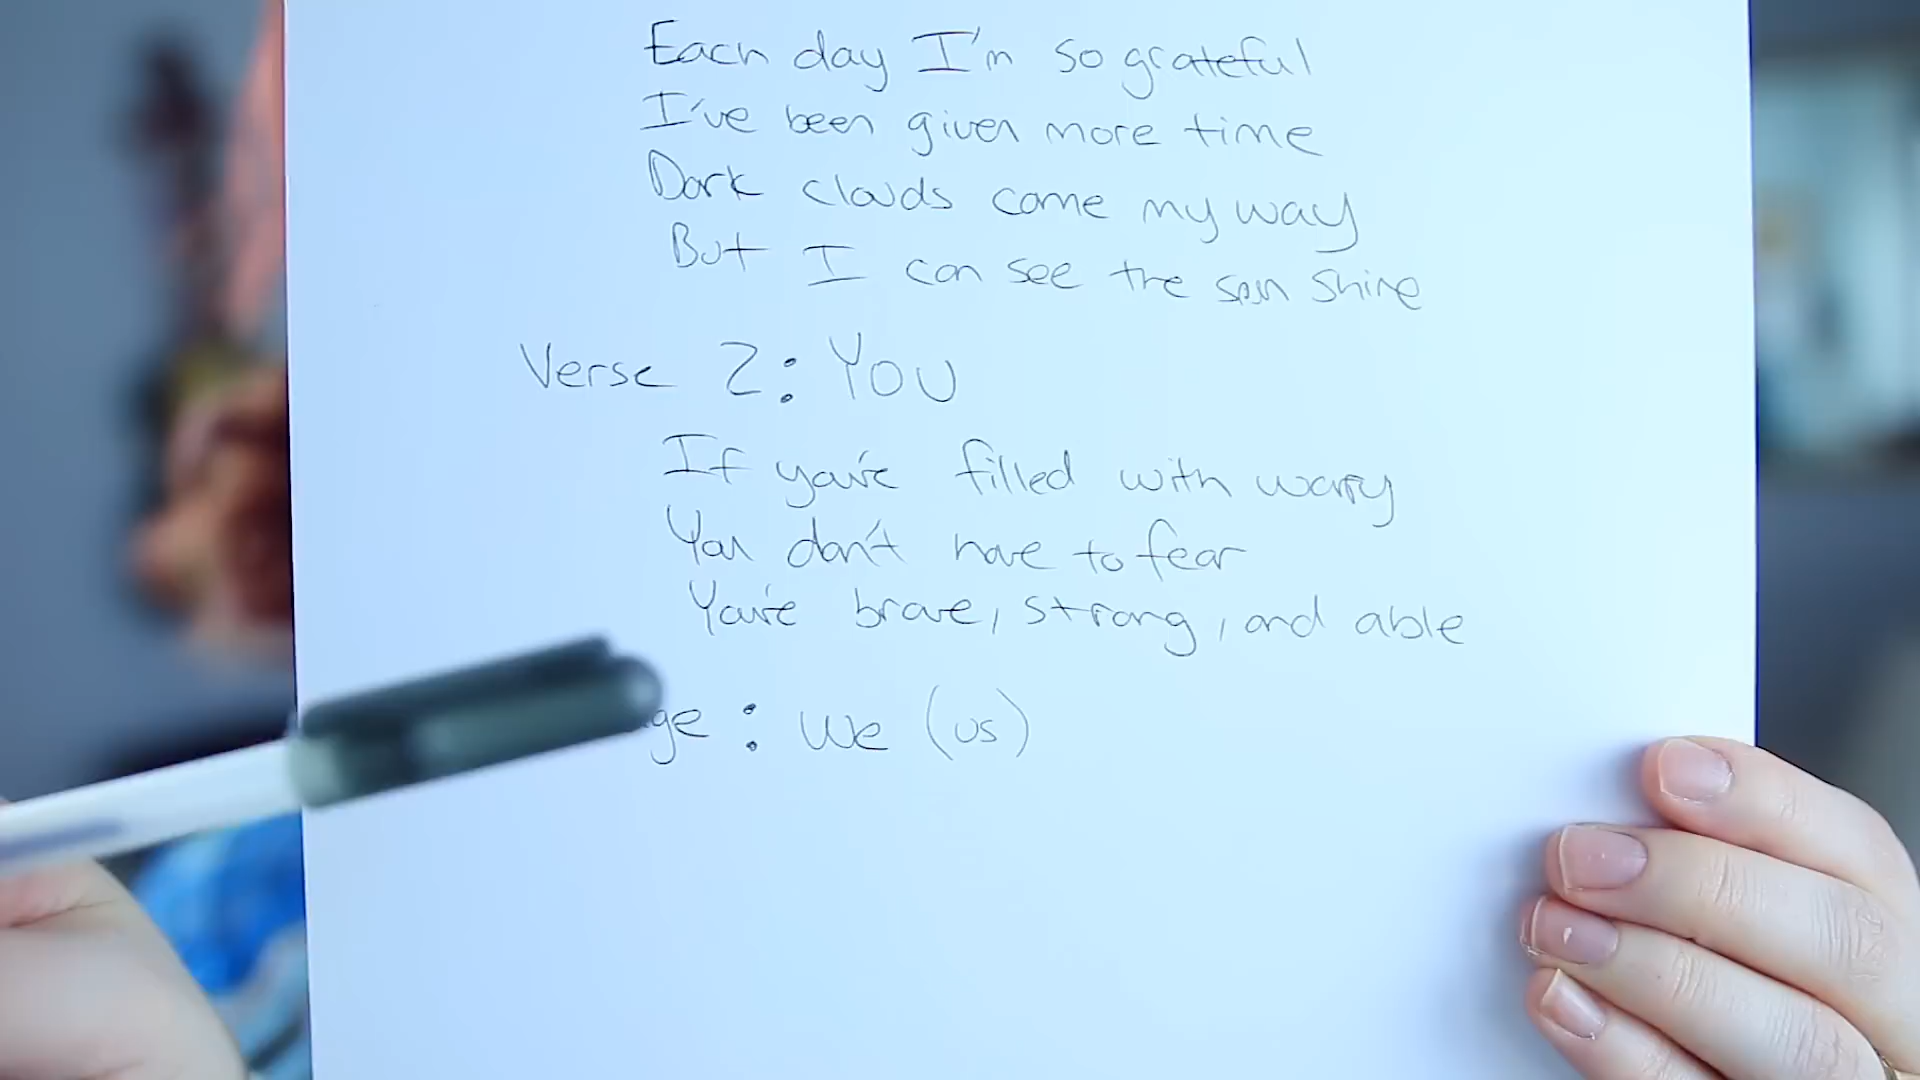 Each day I'm so grateful
I've been given more time
Dark clouds come my way
But I can see the sun shine
Verse 2: YOU
If you're filled with worry
You don't have to fear
You're brave, strong, and able
ge : we (us)